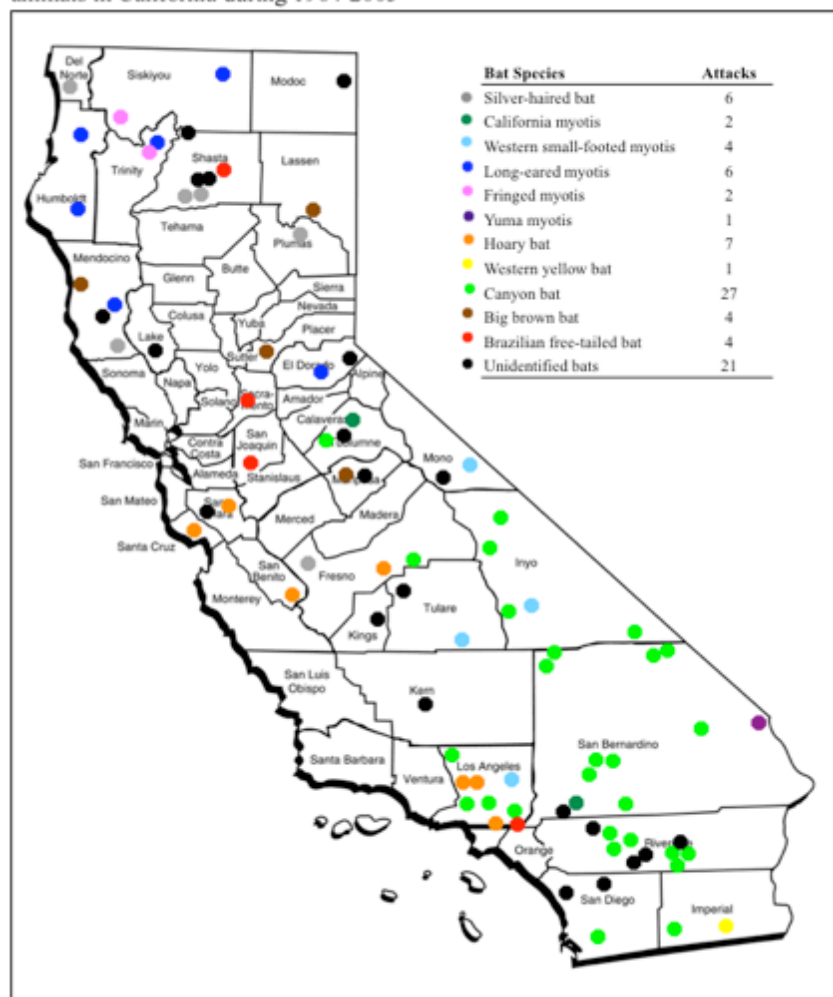 Bat Species Attacks
Silver-haired bat 6
California myotis 2
Western small-footed myotis 4
Long-eared myotis 6
Fringed myotis 2
Yuma myotis 1
Hoary bat 7
Western yellow bat 1
Canyon bat 27
Big brown bat 4
Brazilian free-tailed bat 4
Unidentified bats 21
Del
Norte
Siskiyou
Modoc
Trinity
Shasta
Lassen
Humboldt
Tehama
Plumas
Mendocino
Glenn
Butte
Sierra
Colusa
Nevada
Lake
Yuba
Placer
Sutter
Sonoma
Napa
Yolo
El Dorado
Alpine
Solano
Sacra-
mento
Amador
Marin
Calaveras
Contra
Costa
San
Joaquin
Mono
San Francisco
Alameda
Stanislaus
San Mateo
Merced
Madera
Santa Cruz
San
Benito
Fresno
Inyo
Monterey
Tulare
Kings
San Luis
Obispo
Kern
Santa Barbara
Ventura
Los Angeles
San Bernardino
Orange
San Diego
Imperial